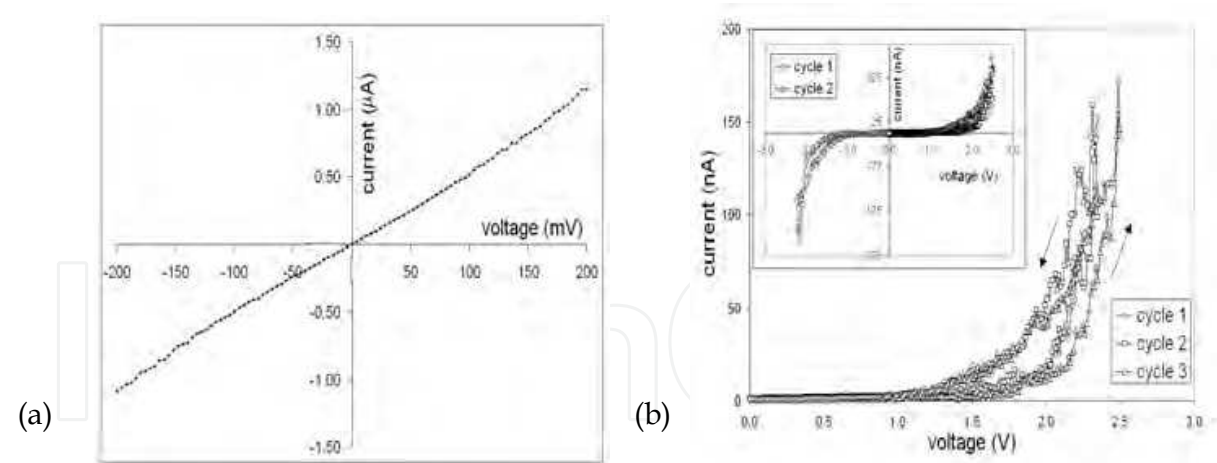 (a)
1.50
1.00
0.50
-0.50
-1.00
-1.50
current (μA)
voltage (mV)
-200
-150
-100
-50
50
100
150
200
(b)
200
150
100
50
0
current (nA)
0.0
0.5
1.0
1.5
2.0
2.5
3.0
voltage (V)
cycle 1
cycle 2
cycle 3
cycle 1
cycle 2
current (nA)
voltage (V)
2.0
3.0